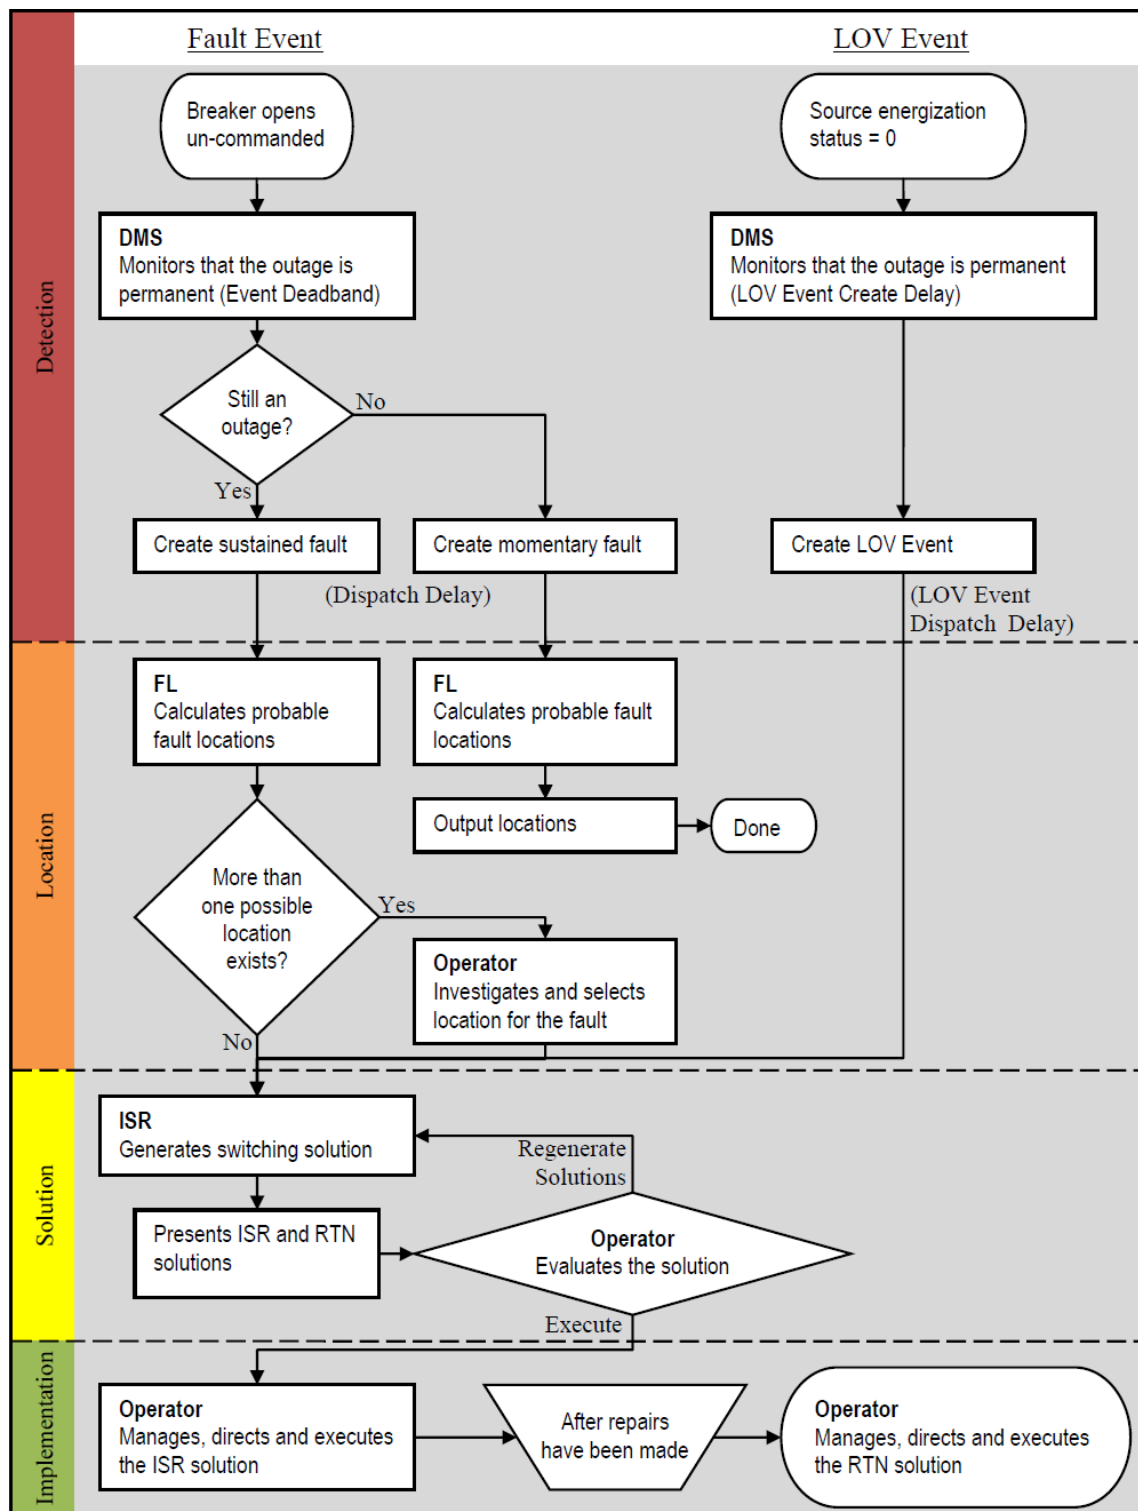 Fault Event
LOV Event
Detection
Breaker opens
un-commanded
Source energization
status = 0
DMS
Monitors that the outage is
permanent (Event Deadband)
DMS
Monitors that the outage is permanent
(LOV Event Create Delay)
Still an
outage?
No
Yes
Create sustained fault
Create momentary fault
Create LOV Event
(Dispatch Delay)
(LOV Event
Dispatch Delay)
Location
FL
Calculates probable
fault locations
FL
Calculates probable fault
locations
Output locations
Done
More than
one possible
location
exists?
Yes
Operator
Investigates and selects
location for the fault
No
Solution
ISR
Generates switching solution
Regenerate
Solutions
Presents ISR and RTN
solutions
Operator
Evaluates the solution
Execute
Implementation
Operator
Manages, directs and executes
the ISR solution
After repairs
have been made
Operator
Manages, directs and executes
the RTN solution